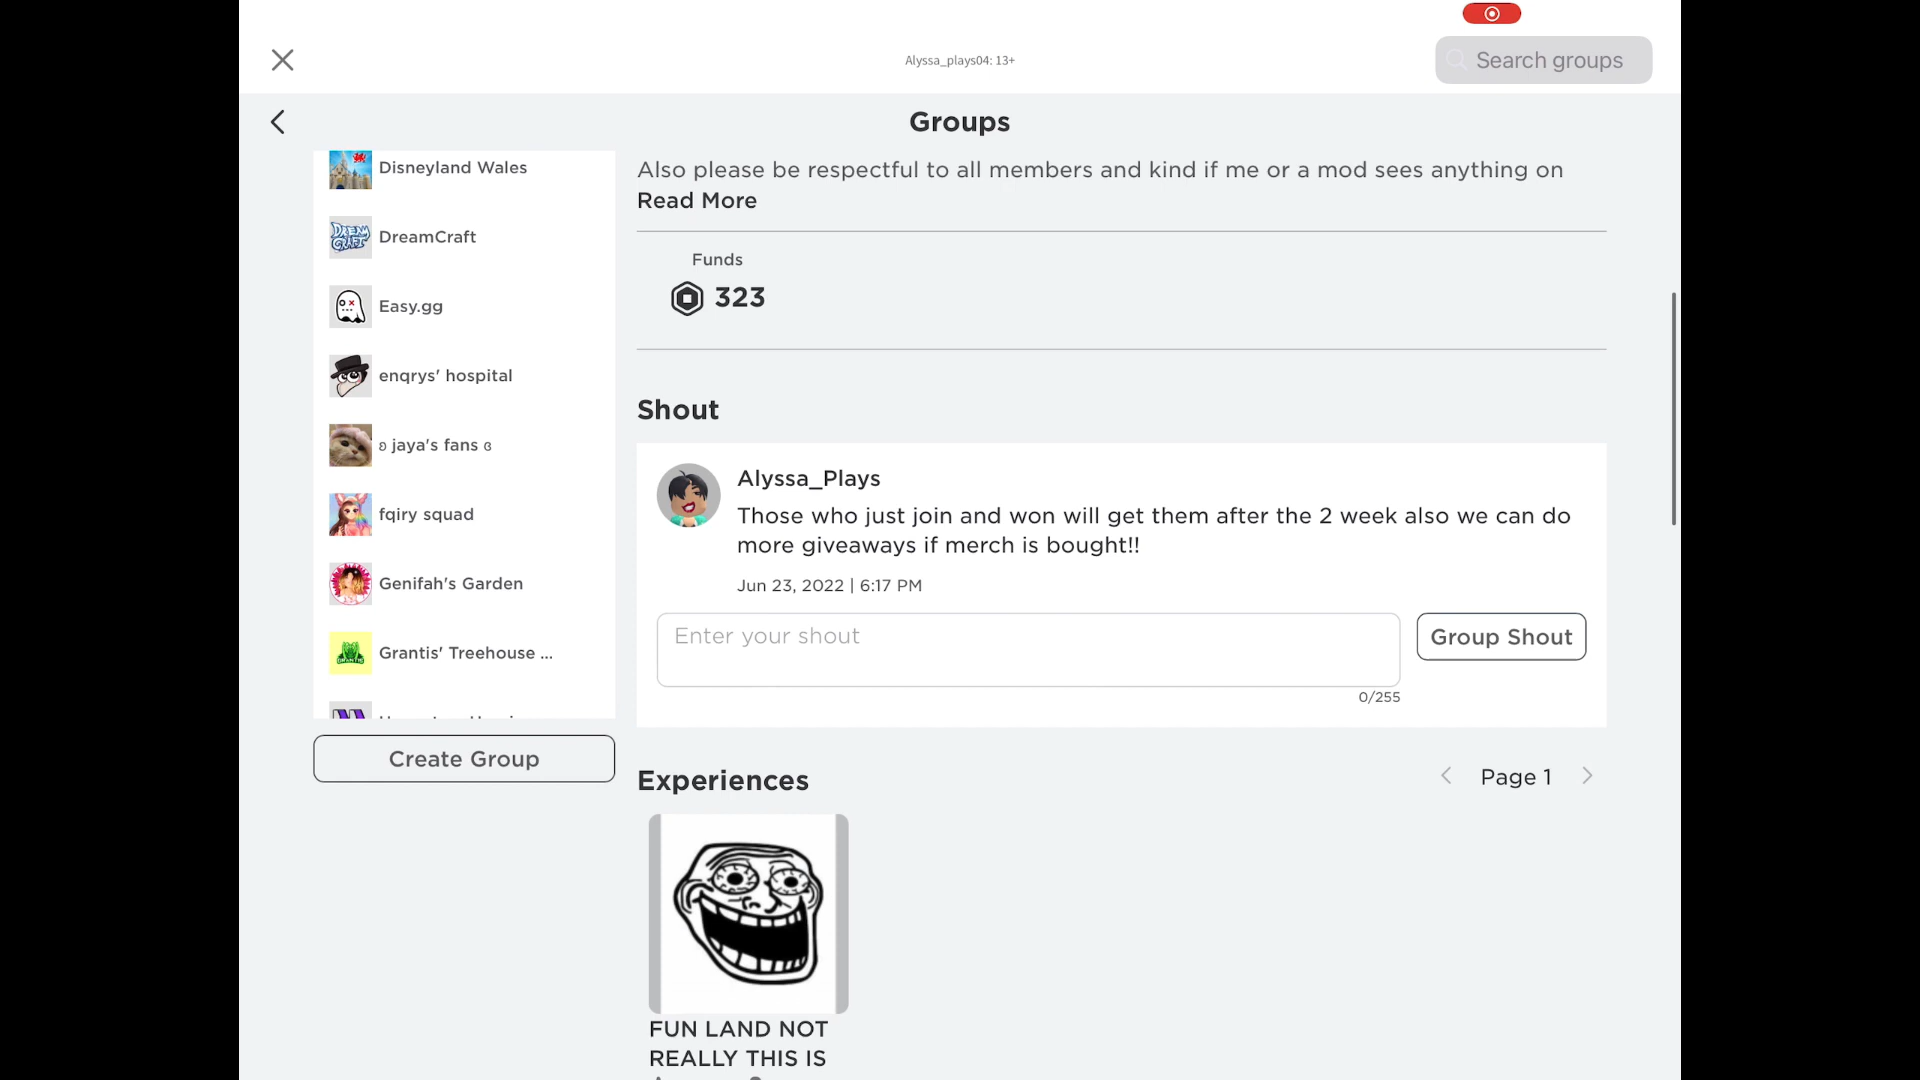 Alyssa_plays04: 13+
Search groups
Groups
Disneyland Wales
DreamCraft
DREAM
CRAFT
Easy.gg
enqrys' hospital
ʚ jaya's fans ɞ
fqiry squad
Genifah's Garden
Grantis' Treehouse ...
Create Group
Also please be respectful to all members and kind if me or a mod sees anything on
Read More
Funds
323
Shout
Alyssa_Plays
Those who just join and won will get them after the 2 week also we can do
more giveaways if merch is bought!!
Jun 23, 2022 | 6:17 PM
Enter your shout
Group Shout
0/255
Experiences
Page 1
FUN LAND NOT
REALLY THIS IS